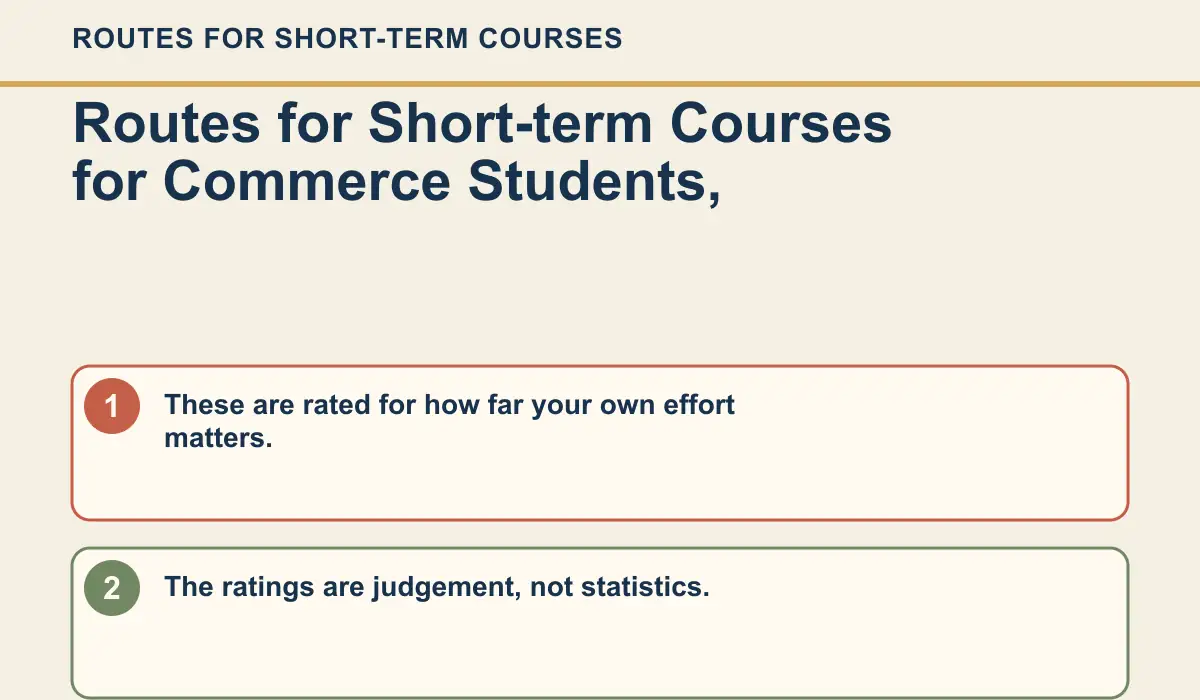 ROUTES FOR SHORT-TERM COURSES
Routes for Short-term Courses
for Commerce Students,
1
These are rated for how far your own effort
matters.
2
The ratings are judgement, not statistics.